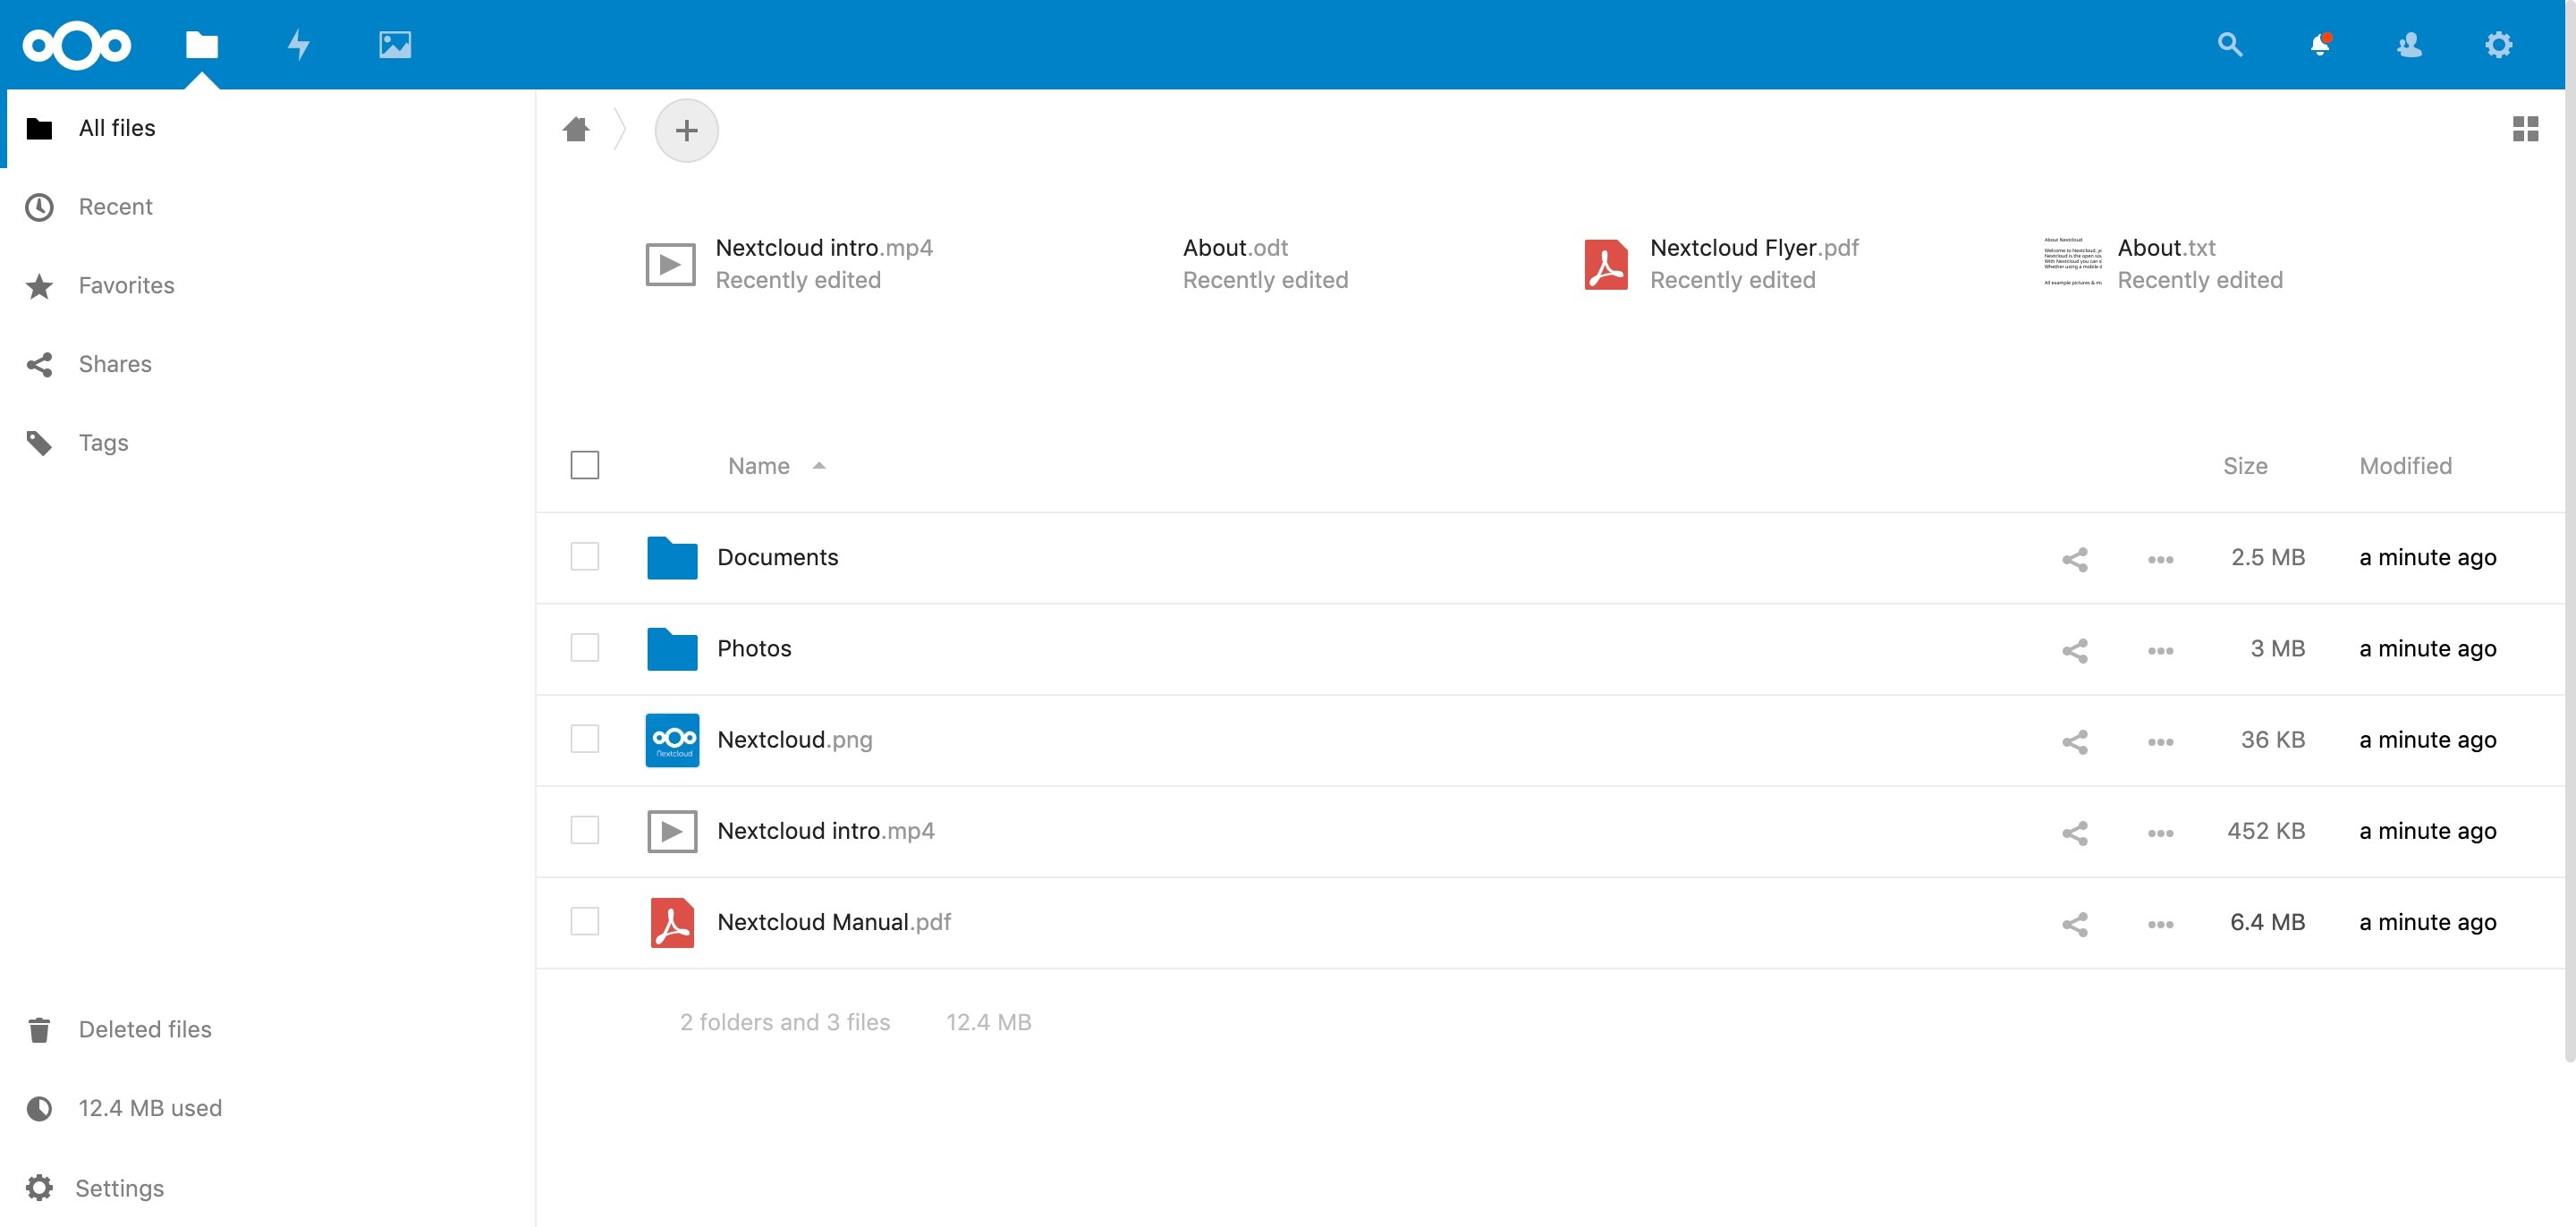 All files
Recent
Favorites
Shares
Tags
Deleted files
12.4 MB used
Settings
Nextcloud intro.mp4
Recently edited
About.odt
Recently edited
Nextcloud Flyer.pdf
Recently edited
About Nextcloud
About.txt
Recently edited
Name Size Modified
Documents 2.5 MB a minute ago
Photos 3 MB a minute ago
Nextcloud
Nextcloud.png 36 KB a minute ago
Nextcloud intro.mp4 452 KB a minute ago
Nextcloud Manual.pdf 6.4 MB a minute ago
2 folders and 3 files 12.4 MB